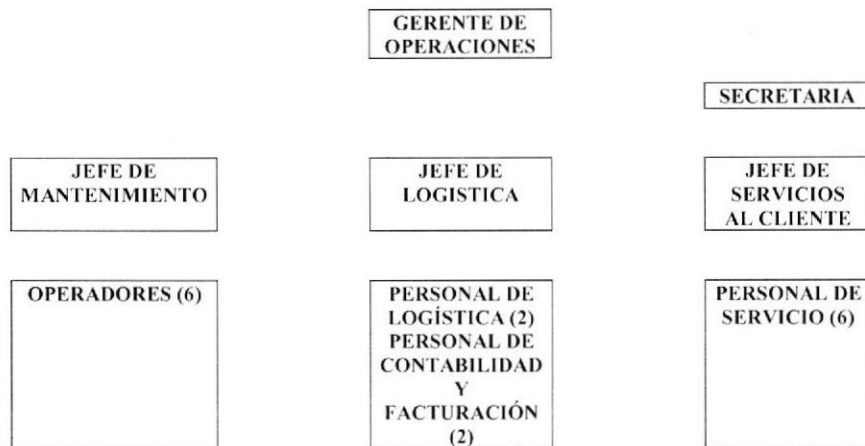 GERENTE DE
OPERACIONES
SECRETARIA
JEFE DE
MANTENIMIENTO
JEFE DE
LOGISTICA
JEFE DE
SERVICIOS
AL CLIENTE
OPERADORES (6)
PERSONAL DE
LOGÍSTICA (2)
PERSONAL DE
CONTABILIDAD
Y
FACTURACIÓN
(2)
PERSONAL DE
SERVICIO (6)